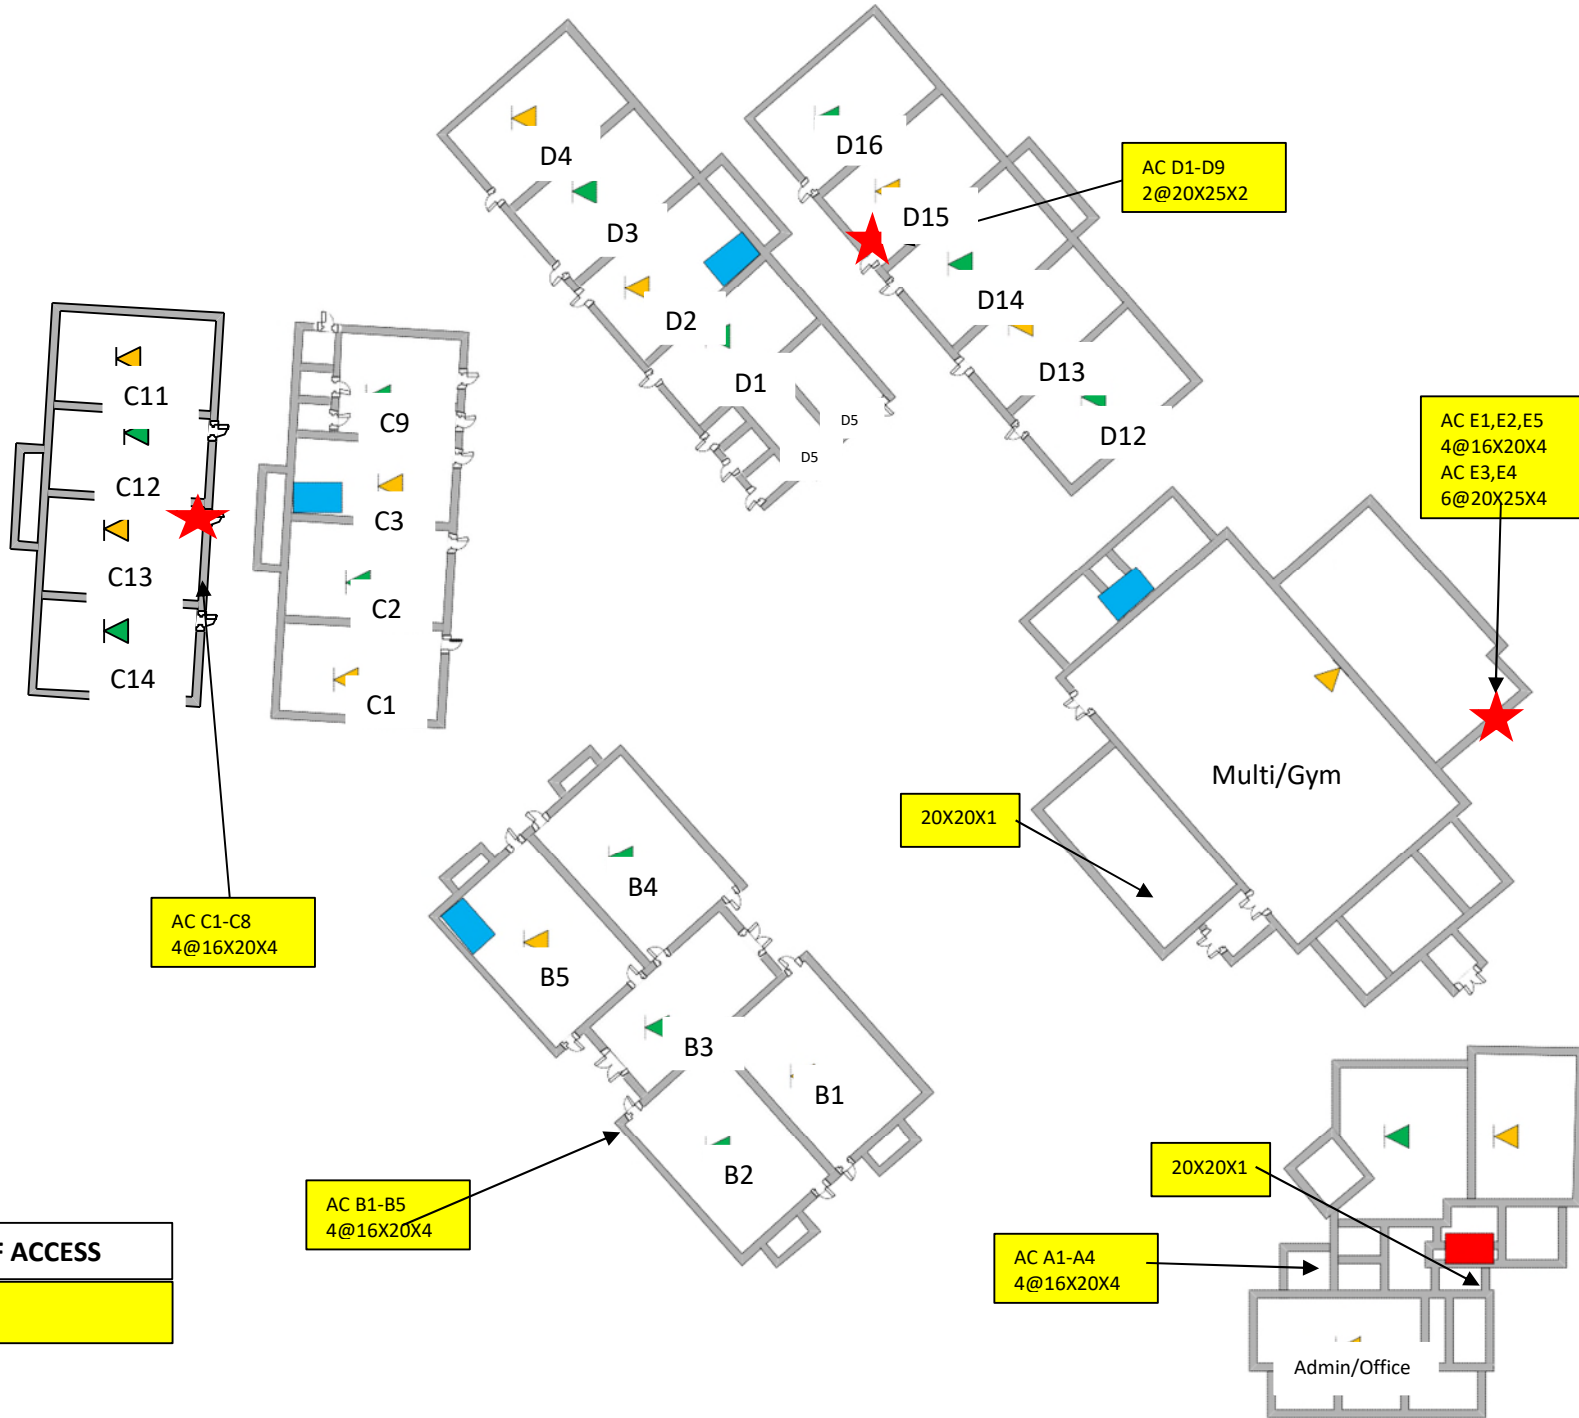 D4
D16
AC D1-D9
2@20X25X2
D3
D15
D2
D14
D1
D13
D5
D5
D12
C11
C9
C12
C3
C13
C2
C14
C1
AC E1,E2,E5
4@16X20X4
AC E3,E4
6@20X25X4
Multi/Gym
20X20X1
AC C1-C8
4@16X20X4
B4
B5
B3
B1
B2
AC B1-B5
4@16X20X4
20X20X1
AC A1-A4
4@16X20X4
ACCESS
Admin/Office